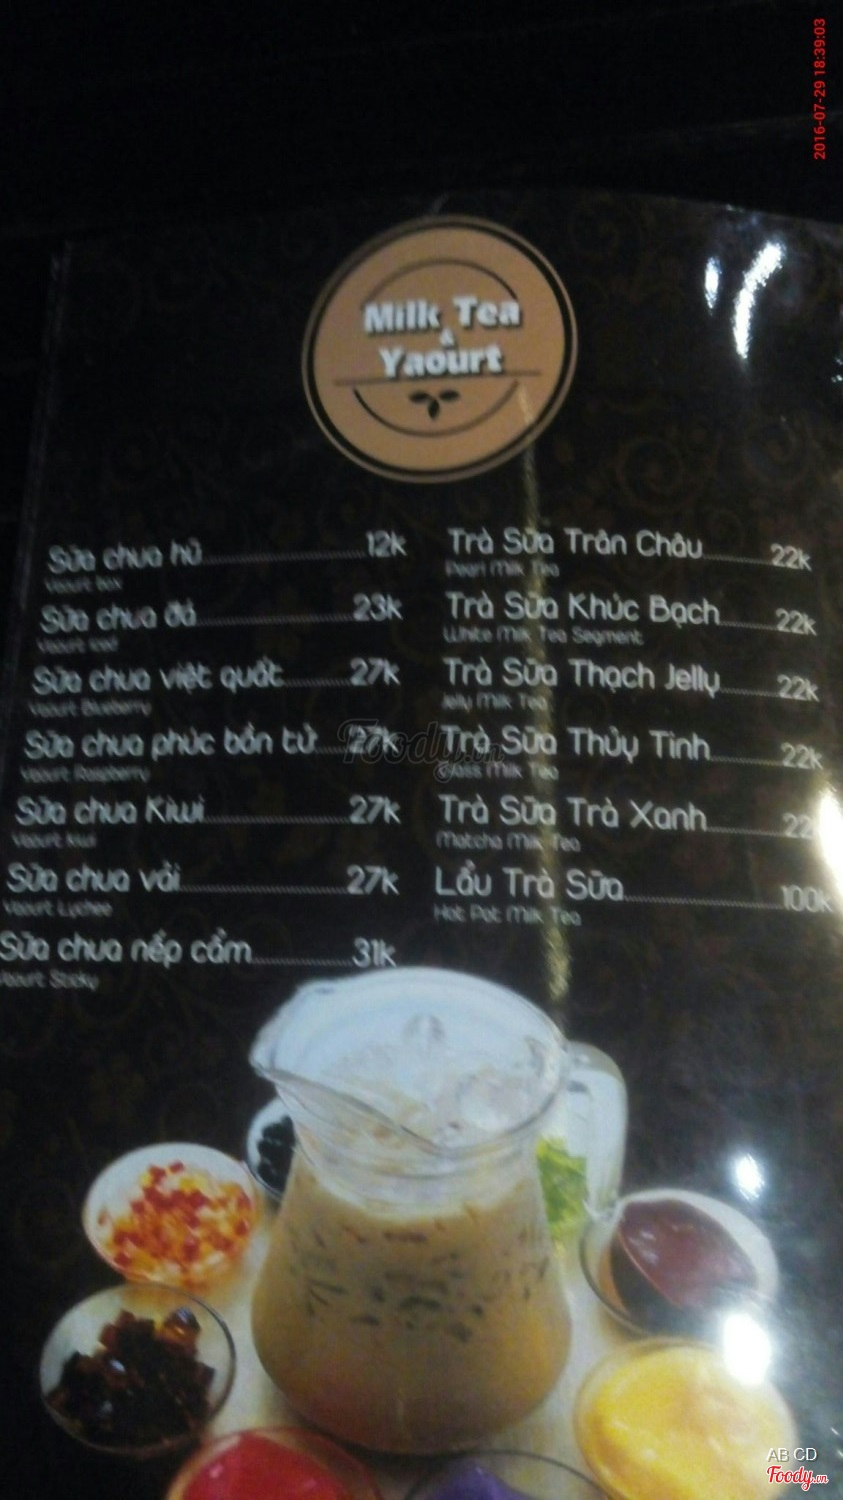 2016-07-29 18:39:03
Milk Tea
&
Yaourt
Sữa chua hũ 12k
Yaourt box
Sữa chua đá 23k
Yaourt iced
Sữa chua việt quất 27k
Yaourt Blueberry
Sữa chua phúc bồn tử 27k
Yaourt Raspberry
Sữa chua Kiwi 27k
Yaourt Kiwi
Sữa chua vải 27k
Yaourt Lychee
Sữa chua nếp cẩm 31k
Yaourt Sticky
Trà Sữa Trân Châu 22k
Pearl Milk Tea
Trà Sữa Khúc Bạch 22k
White Milk Tea Segment
Trà Sữa Thạch Jelly 22k
Jelly Milk Tea
Trà Sữa Thủy Tinh 22k
Glass Milk Tea
Trà Sữa Trà Xanh 22
Matcha Milk Tea
Lẩu Trà Sữa 100k
Hot Pot Milk Tea
Foody.vn
AB CD
Foody.vn